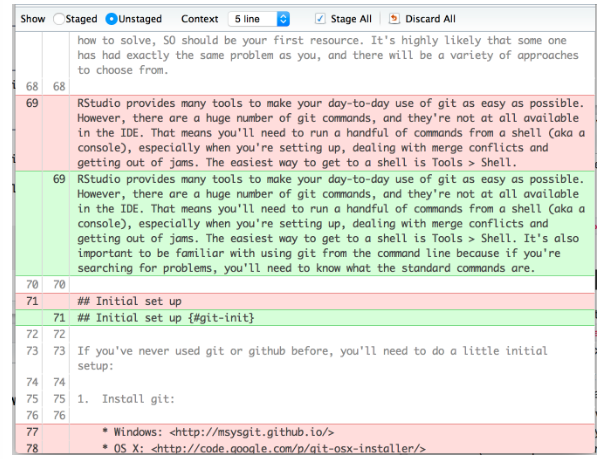 Show Staged Unstaged Context 5 line Stage All Discard All
how to solve, SO should be your first resource. It's highly likely that some one
has had exactly the same problem as you, and there will be a variety of approaches
to choose from.
68 68
69 RStudio provides many tools to make your day-to-day use of git as easy as possible.
However, there are a huge number of git commands, and they're not at all available
in the IDE. That means you'll need to run a handful of commands from a shell (aka a
console), especially when you're setting up, dealing with merge conflicts and
getting out of jams. The easiest way to get to a shell is Tools > Shell.
69 RStudio provides many tools to make your day-to-day use of git as easy as possible.
However, there are a huge number of git commands, and they're not at all available
in the IDE. That means you'll need to run a handful of commands from a shell (aka a
console), especially when you're setting up, dealing with merge conflicts and
getting out of jams. The easiest way to get to a shell is Tools > Shell. It's also
important to be familiar with using git from the command line because if you're
searching for problems, you'll need to know what the standard commands are.
70 70
71 ## Initial set up
71 ## Initial set up {#git-init}
72 72
73 73 If you've never used git or github before, you'll need to do a little initial
setup:
74 74
75 75 1. Install git:
76 76
77 * Windows: <http://msysgit.github.io/>
78 * OS X: <http://code.google.com/p/git-osx-installer/>